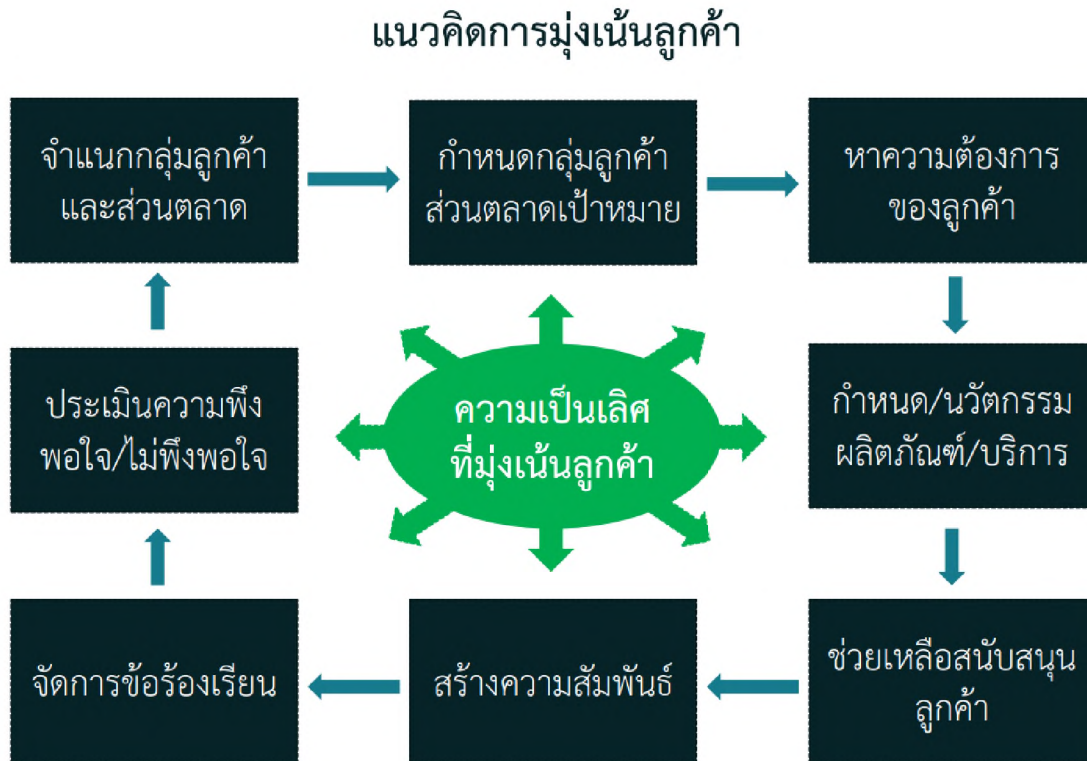 แนวคิดการมุ่งเน้นลูกค้า
จำแนกกลุ่มลูกค้า
และส่วนตลาด
กำหนดกลุ่มลูกค้า
ส่วนตลาดเป้าหมาย
หาความต้องการ
ของลูกค้า
ประเมินความพึง
พอใจ/ไม่พึงพอใจ
ความเป็นเลิศ
ที่มุ่งเน้นลูกค้า
กำหนด/นวัตกรรม
ผลิตภัณฑ์/บริการ
จัดการข้อร้องเรียน
สร้างความสัมพันธ์
ช่วยเหลือสนับสนุน
ลูกค้า